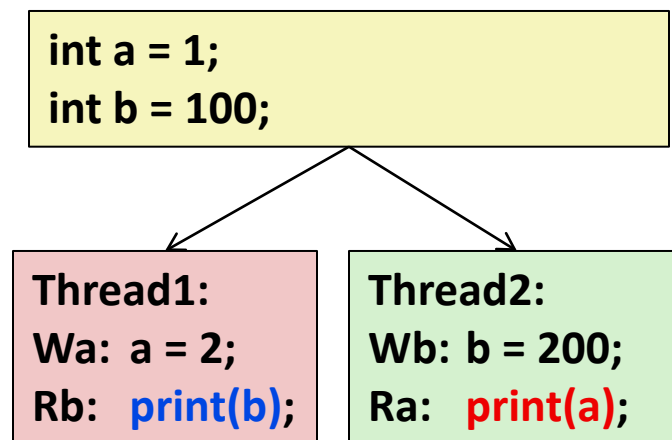 int a = 1;
int b = 100;
Thread1:
Wa: a = 2;
Rb: print(b);
Thread2:
Wb: b = 200;
Ra: print(a);